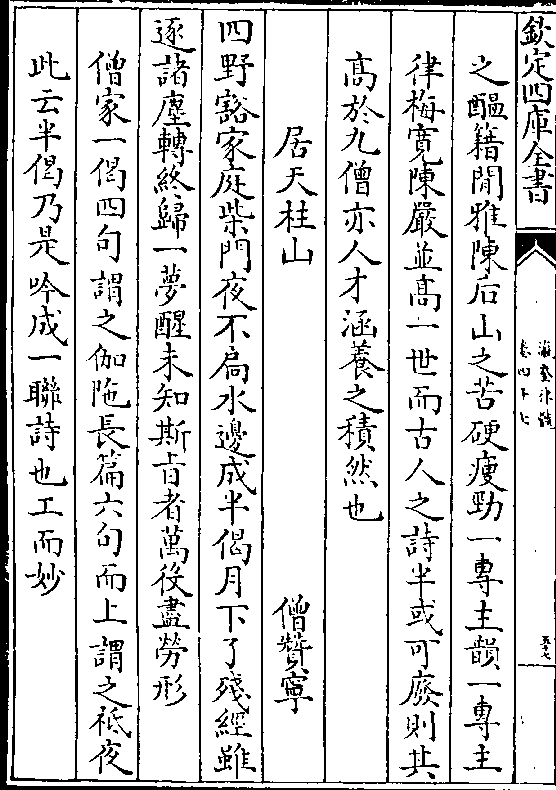 欽定四庫全書
瀛奎律髓
卷四十七
之醖籍閒雅陳后山之苦硬瘦勁一專主韻一專主
律梅寛陳嚴並髙一世而古人之詩半或可廢則其
髙於九僧亦人才涵養之積然也
居天柱山
僧贊寧
四野豁家庭柴門夜不扃水邊成半偈月下了殘經雖
逐諸塵轉終歸一夢醒未知斯㫖者萬役盡勞形
僧家一偈四句謂之伽陁長篇六句而上謂之祇夜
此云半偈乃是吟成一聯詩也工而妙